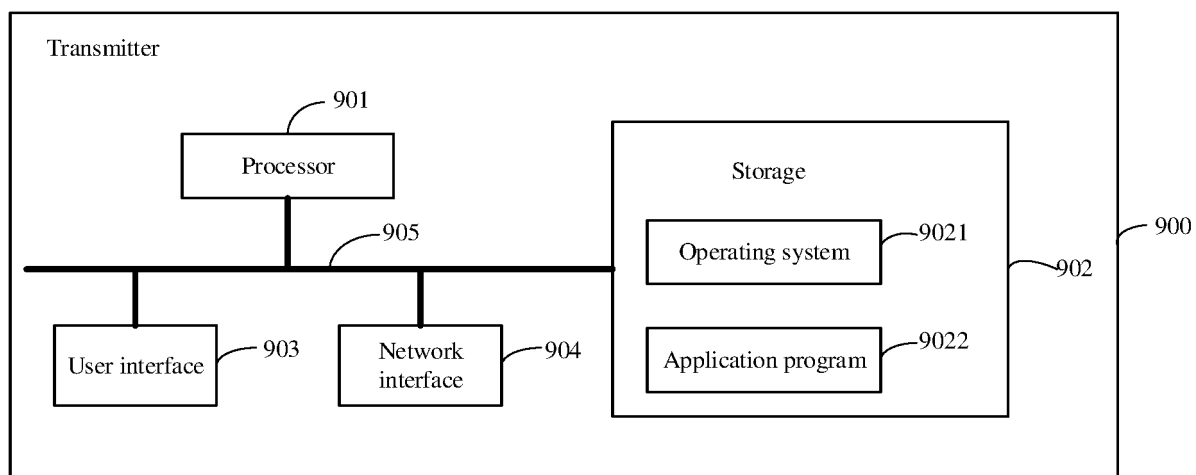 Transmitter
901
Processor
Storage
905
Operating system
9021
900
902
User interface
903
Network
interface
904
Application program
9022